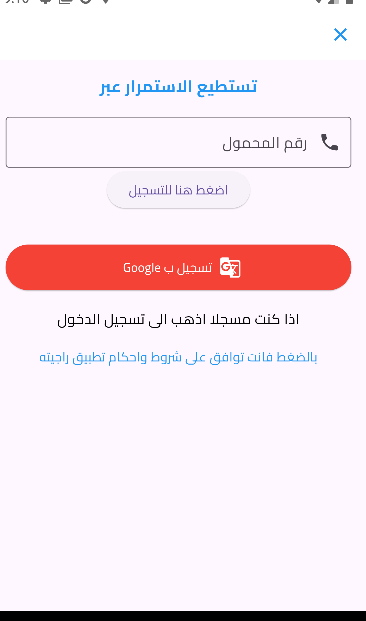 تستطيع الاستمرار عبر
رقم المحمول
اضغط هنا للتسجيل
تسجيل ب Google
اذا كنت مسجلا اذهب الى تسجيل الدخول
بالضغط فانت توافق على شروط واحكام تطبيق راجيته